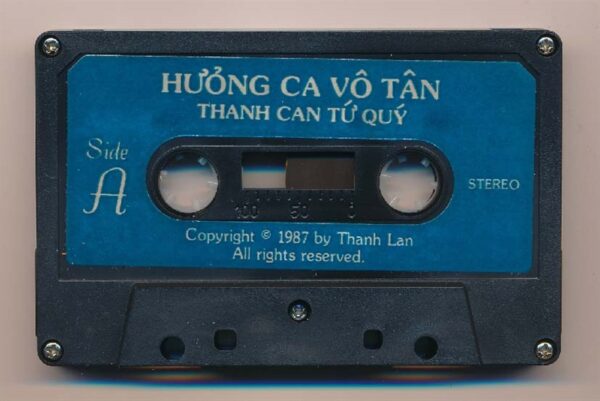 HƯỞNG CA VÔ TÂN
THANH CAN TỨ QUÝ
Side
A
STEREO
100 50 0
Copyright © 1987 by Thanh Lan
All rights reserved.